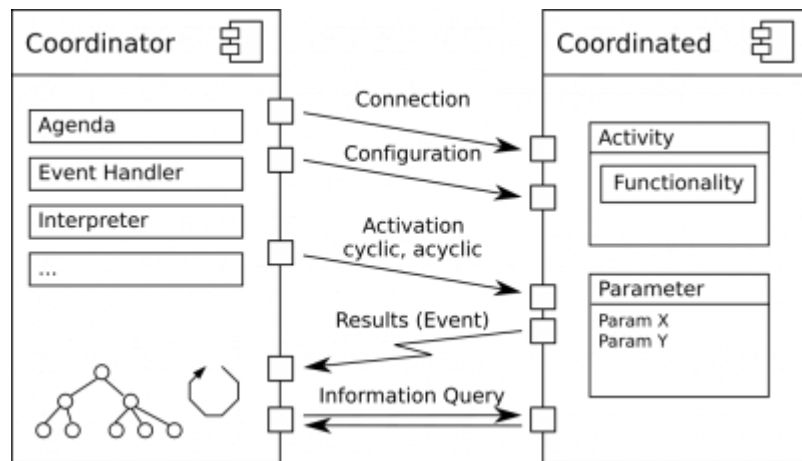 Coordinator
Agenda
Event Handler
Interpreter
...
Connection
Configuration
Activation
cyclic, acyclic
Results (Event)
Information Query
Coordinated
Activity
Functionality
Parameter
Param X
Param Y